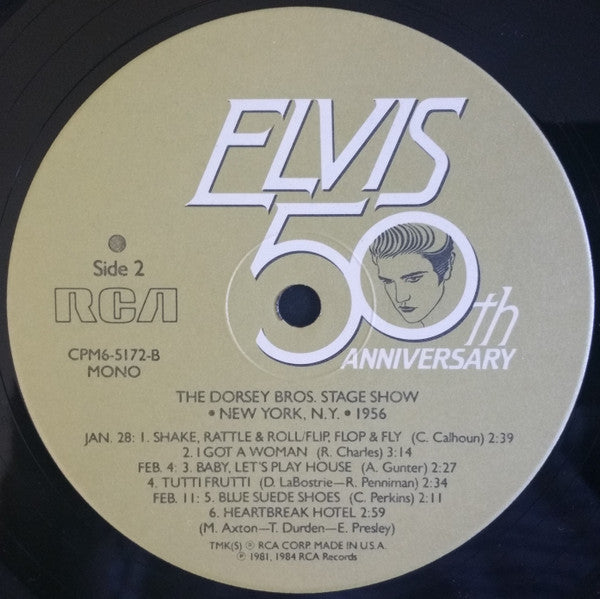 ELVIS
50th
ANNIVERSARY
Side 2
RCA
CPM6-5172-B
MONO
THE DORSEY BROS. STAGE SHOW
• NEW YORK, N.Y. • 1956
JAN. 28: 1. SHAKE, RATTLE & ROLL/FLIP, FLOP & FLY (C. Calhoun) 2:39
2. I GOT A WOMAN (R. Charles) 3:14
FEB. 4: 3. BABY, LET'S PLAY HOUSE (A. Gunter) 2:27
4. TUTTI FRUTTI (D. LaBostrie—R. Penniman) 2:34
FEB. 11: 5. BLUE SUEDE SHOES (C. Perkins) 2:11
6. HEARTBREAK HOTEL 2:59
(M. Axton—T. Durden—E. Presley)
TMK(S) ® RCA CORP. MADE IN U.S.A.
℗ 1981, 1984 RCA Records